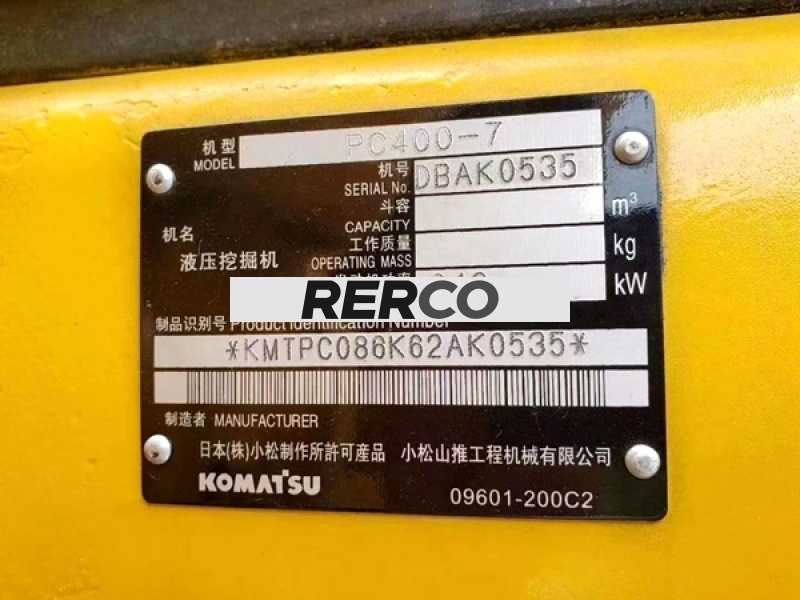 机型 PC400-7
MODEL
机号 DBAK0535
SERIAL No.
斗容 m³
CAPACITY
机名 工作质量 kg
液压挖掘机 OPERATING MASS
kW
RERCO
制品识别号 Product Identification Number
*KMTPC086K62AK0535*
制造者 MANUFACTURER
日本(株)小松制作所許可産品 小松山推工程机械有限公司
KOMATSU 09601-200C2